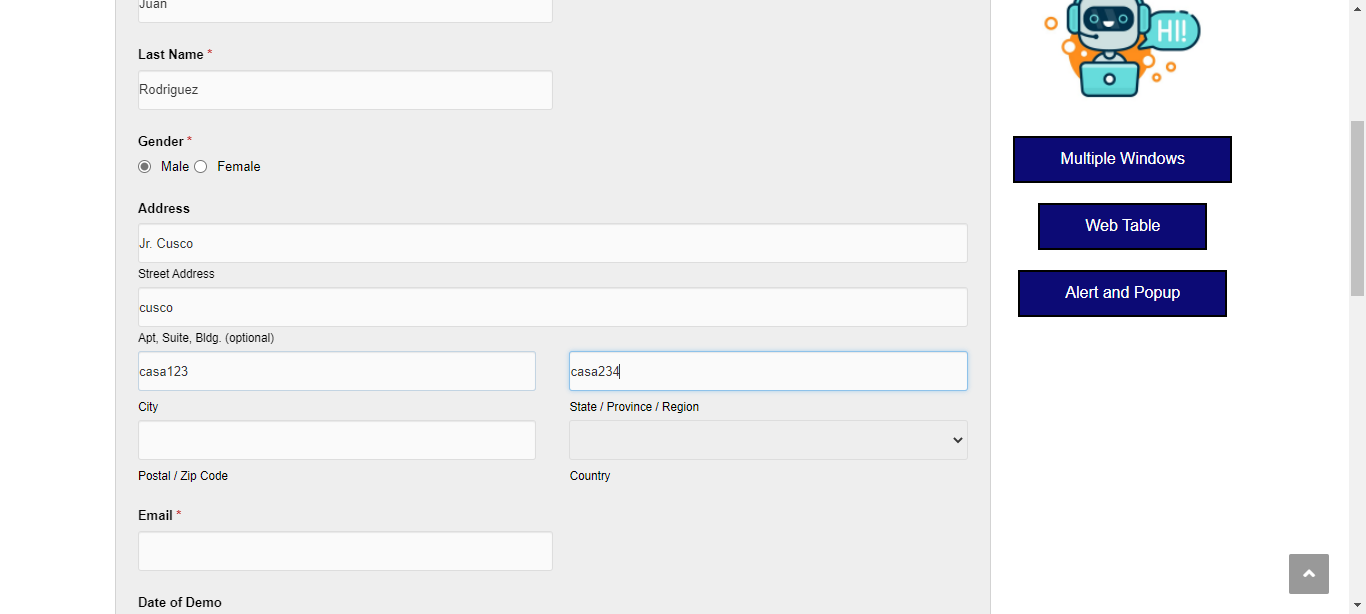 Juan
Last Name *
Rodriguez
Gender *
Male Female
Address
Jr. Cusco
Street Address
cusco
Apt, Suite, Bldg. (optional)
casa123 casa234
City State / Province / Region
Postal / Zip Code Country
Email *
Date of Demo
HI!
Multiple Windows
Web Table
Alert and Popup